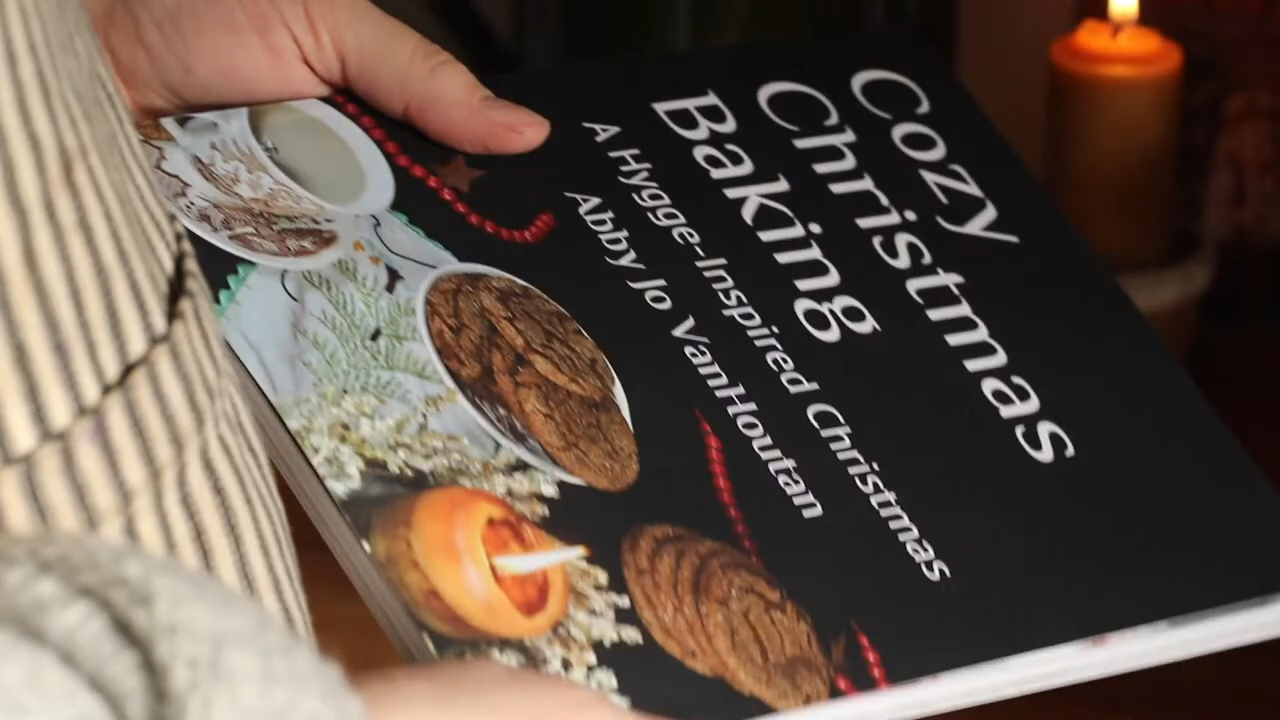 Cozy
Christmas
Baking
A Hygge-Inspired Christmas
Abby Jo VanHoutan